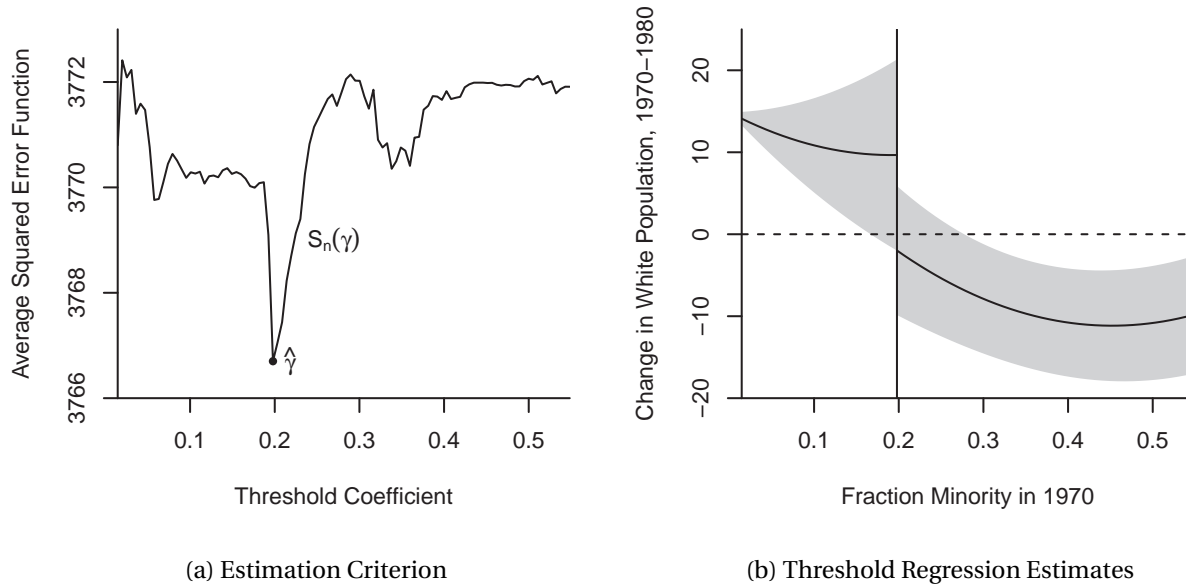 Average Squared Error Function
3766
3768
3770
3772
Sₙ(γ)
γ̂
0.1 0.2 0.3 0.4 0.5
Threshold Coefficient
(a) Estimation Criterion
Change in White Population, 1970−1980
−20
−10
0
10
20
0.1 0.2 0.3 0.4 0.5
Fraction Minority in 1970
(b) Threshold Regression Estimates